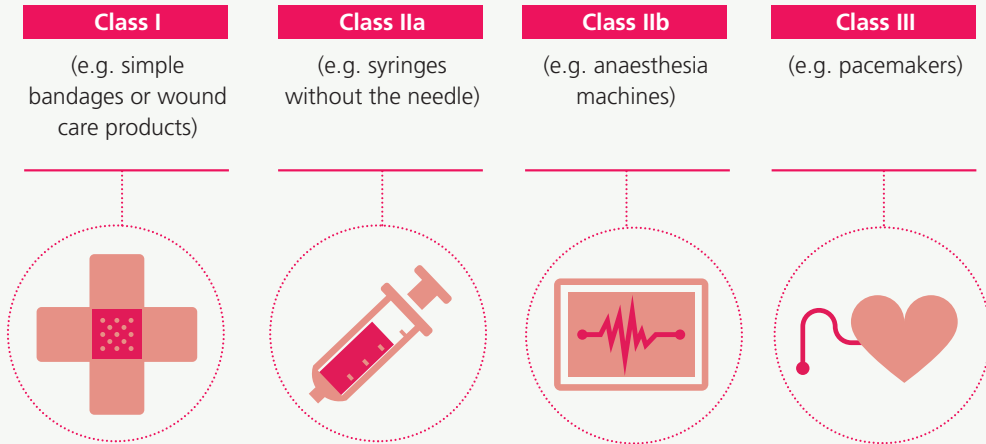 Class I
(e.g. simple
bandages or wound
care products)
Class IIa
(e.g. syringes
without the needle)
Class IIb
(e.g. anaesthesia
machines)
Class III
(e.g. pacemakers)